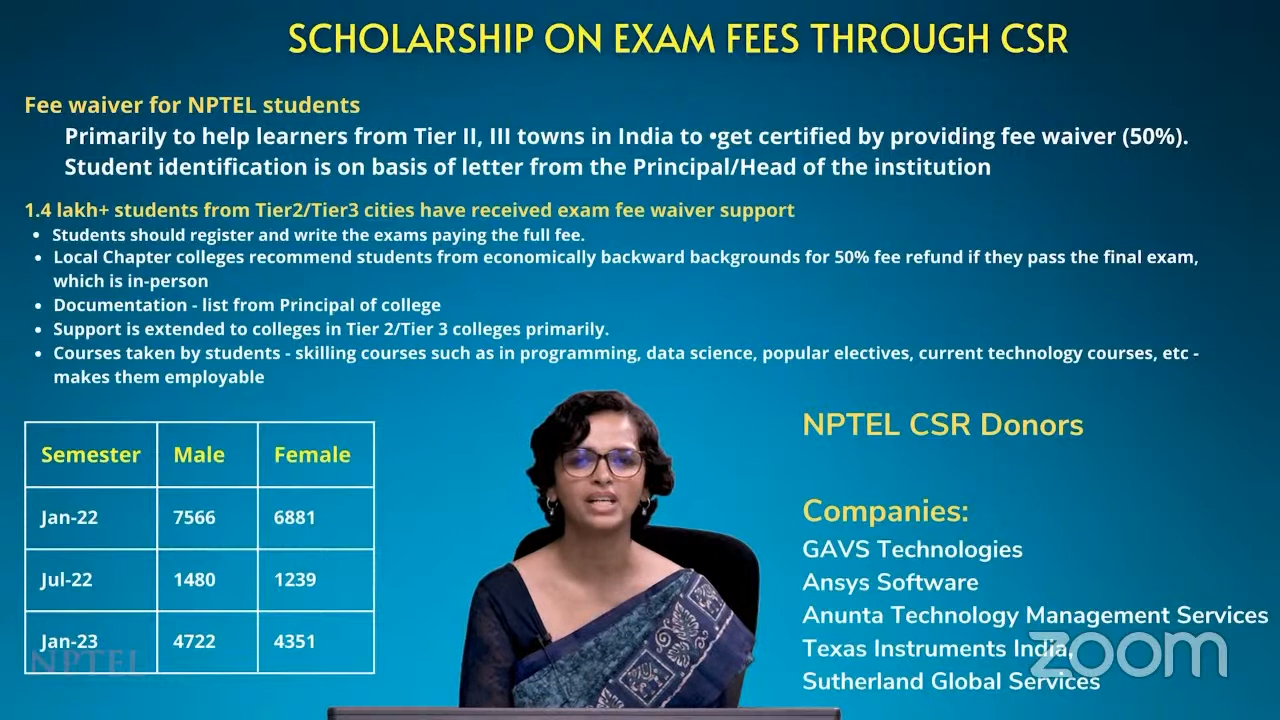 SCHOLARSHIP ON EXAM FEES THROUGH CSR
Fee waiver for NPTEL students
Primarily to help learners from Tier II, III towns in India to •get certified by providing fee waiver (50%).
Student identification is on basis of letter from the Principal/Head of the institution
1.4 lakh+ students from Tier2/Tier3 cities have received exam fee waiver support
• Students should register and write the exams paying the full fee.
• Local Chapter colleges recommend students from economically backward backgrounds for 50% fee refund if they pass the final exam,
which is in-person
• Documentation - list from Principal of college
• Support is extended to colleges in Tier 2/Tier 3 colleges primarily.
• Courses taken by students - skilling courses such as in programming, data science, popular electives, current technology courses, etc -
makes them employable
Semester Male Female
Jan-22 7566 6881
Jul-22 1480 1239
Jan-23 4722 4351
NPTEL
NPTEL CSR Donors
Companies:
GAVS Technologies
Ansys Software
Anunta Technology Management Services
Texas Instruments India,
Sutherland Global Services
zoom